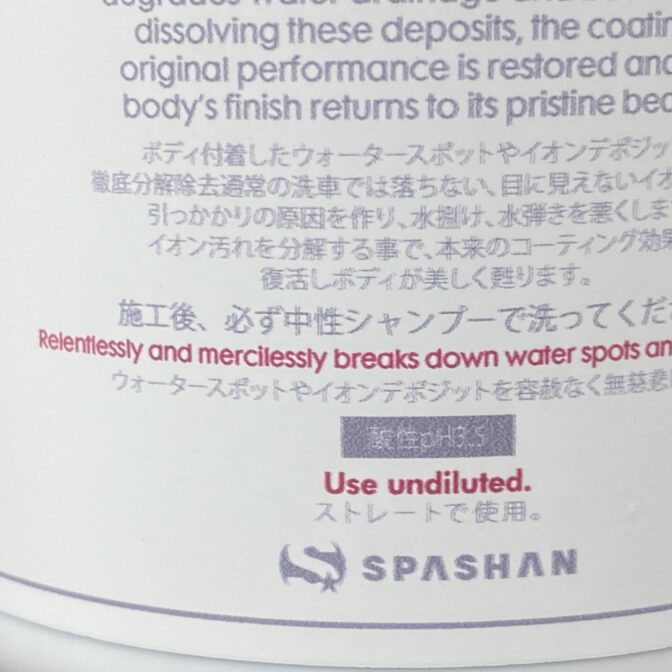 dissolving these deposits, the coatin
original performance is restored and
body's finish returns to its pristine bea
ボディ付着したウォータースポットやイオンデポジッ
徹底分解除去通常の洗車では落ちない、目に見えないイオ
引っかかりの原因を作り、水捌け、水弾きを悪くしま
イオン汚れを分解する事で、本来のコーティング効果
復活しボディが美しく甦ります。
施工後、必ず中性シャンプーで洗ってくだ
Relentlessly and mercilessly breaks down water spots an
ウォータースポットやイオンデポジットを容赦なく無慈悲
酸性pH3.5
Use undiluted.
ストレートで使用。
SPASHAN